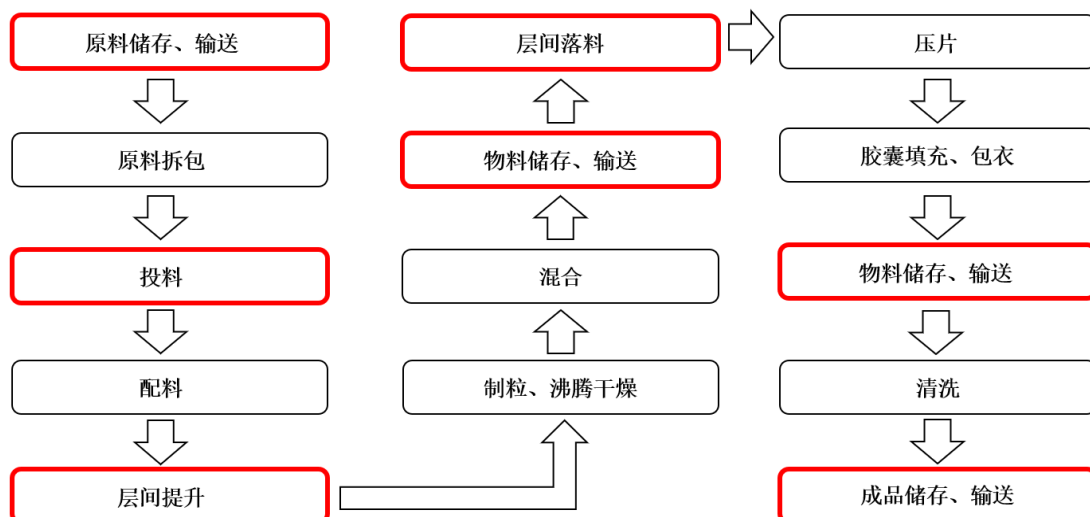 原料储存、输送
原料拆包
投料
配料
层间提升
制粒、沸腾干燥
混合
物料储存、输送
层间落料
压片
胶囊填充、包衣
物料储存、输送
清洗
成品储存、输送